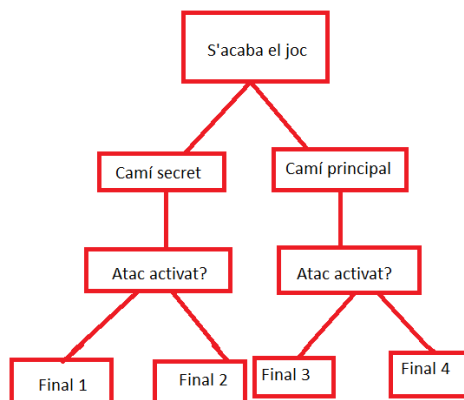 S'acaba el joc
Camí secret
Camí principal
Atac activat?
Atac activat?
Final 1
Final 2
Final 3
Final 4